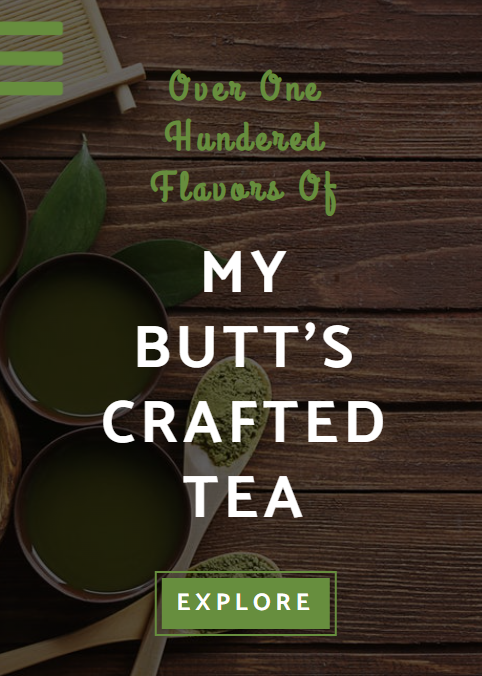 Over One
Hundered
Flavors Of
MY
BUTT’S
CRAFTED
TEA
EXPLORE